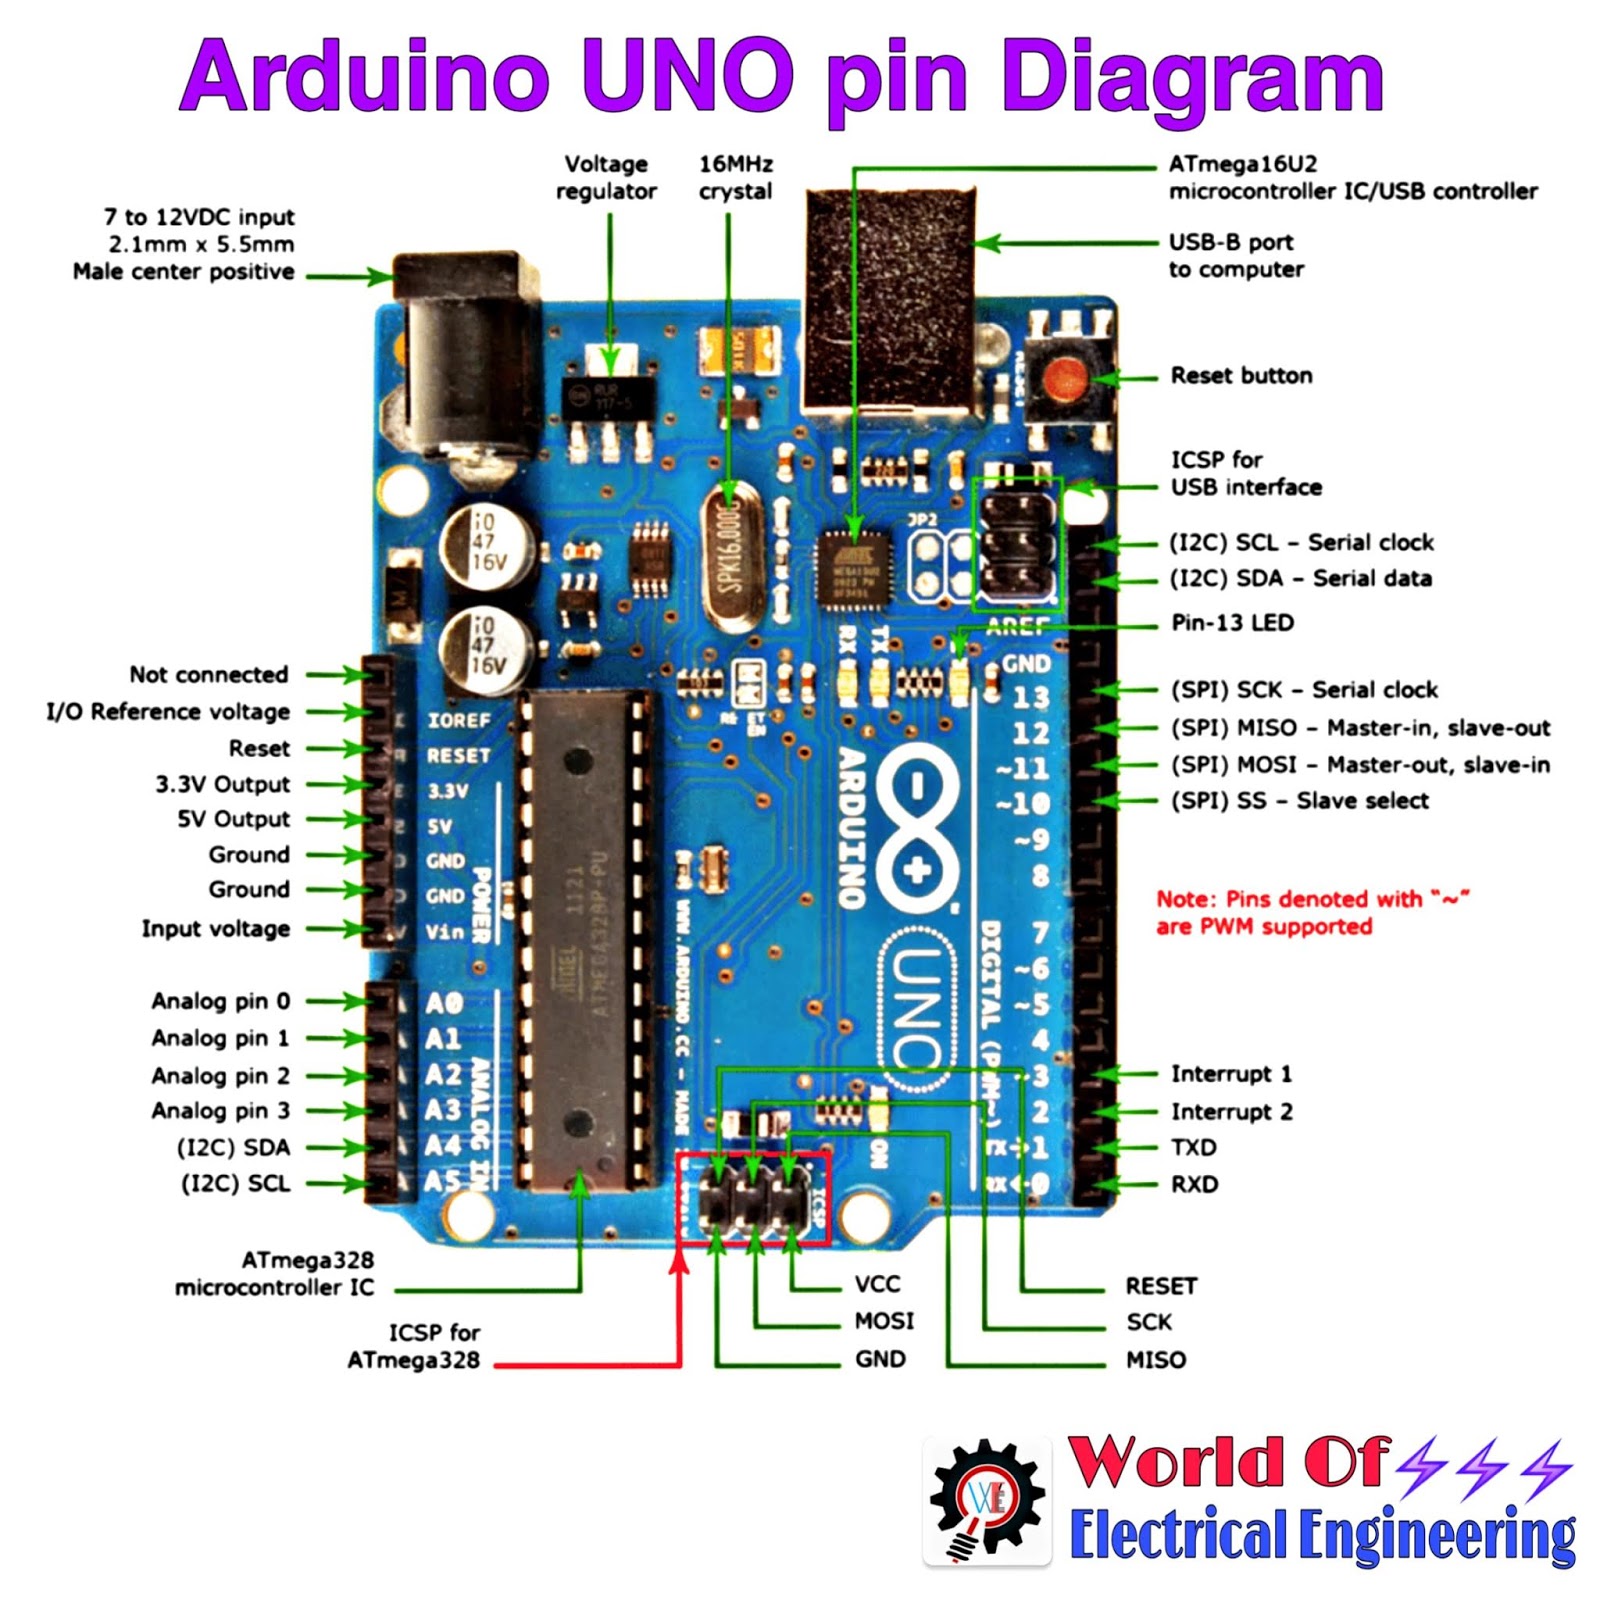 Arduino UNO pin Diagram
Voltage
regulator
16MHz
crystal
ATmega16U2
microcontroller IC/USB controller
7 to 12VDC input
2.1mm x 5.5mm
Male center positive
USB-B port
to computer
Reset button
ICSP for
USB interface
(I2C) SCL – Serial clock
(I2C) SDA – Serial data
Pin-13 LED
(SPI) SCK – Serial clock
(SPI) MISO – Master-in, slave-out
(SPI) MOSI – Master-out, slave-in
(SPI) SS – Slave select
Note: Pins denoted with "~"
are PWM supported
Interrupt 1
Interrupt 2
TXD
RXD
Not connected
I/O Reference voltage
Reset
3.3V Output
5V Output
Ground
Ground
Input voltage
Analog pin 0
Analog pin 1
Analog pin 2
Analog pin 3
(I2C) SDA
(I2C) SCL
ATmega328
microcontroller IC
ICSP for
ATmega328
VCC
MOSI
GND
RESET
SCK
MISO
47
16V
47
16V
SPK16.000G
JP2
RX
TX
IOREF
RESET
3.3V
5V
GND
GND
Vin
POWER
A0
A1
A2
A3
A4
A5
ANALOG IN
ATMEL 1121
ATMEGA328P-PU
WWW.ARDUINO.CC - MADE
ARDUINO
UNO
AREF
GND
13
12
~11
~10
~9
8
7
~6
~5
4
~3
2
TX→1
RX←0
DIGITAL (PWM~)
ON
ICSP
World Of
Electrical Engineering